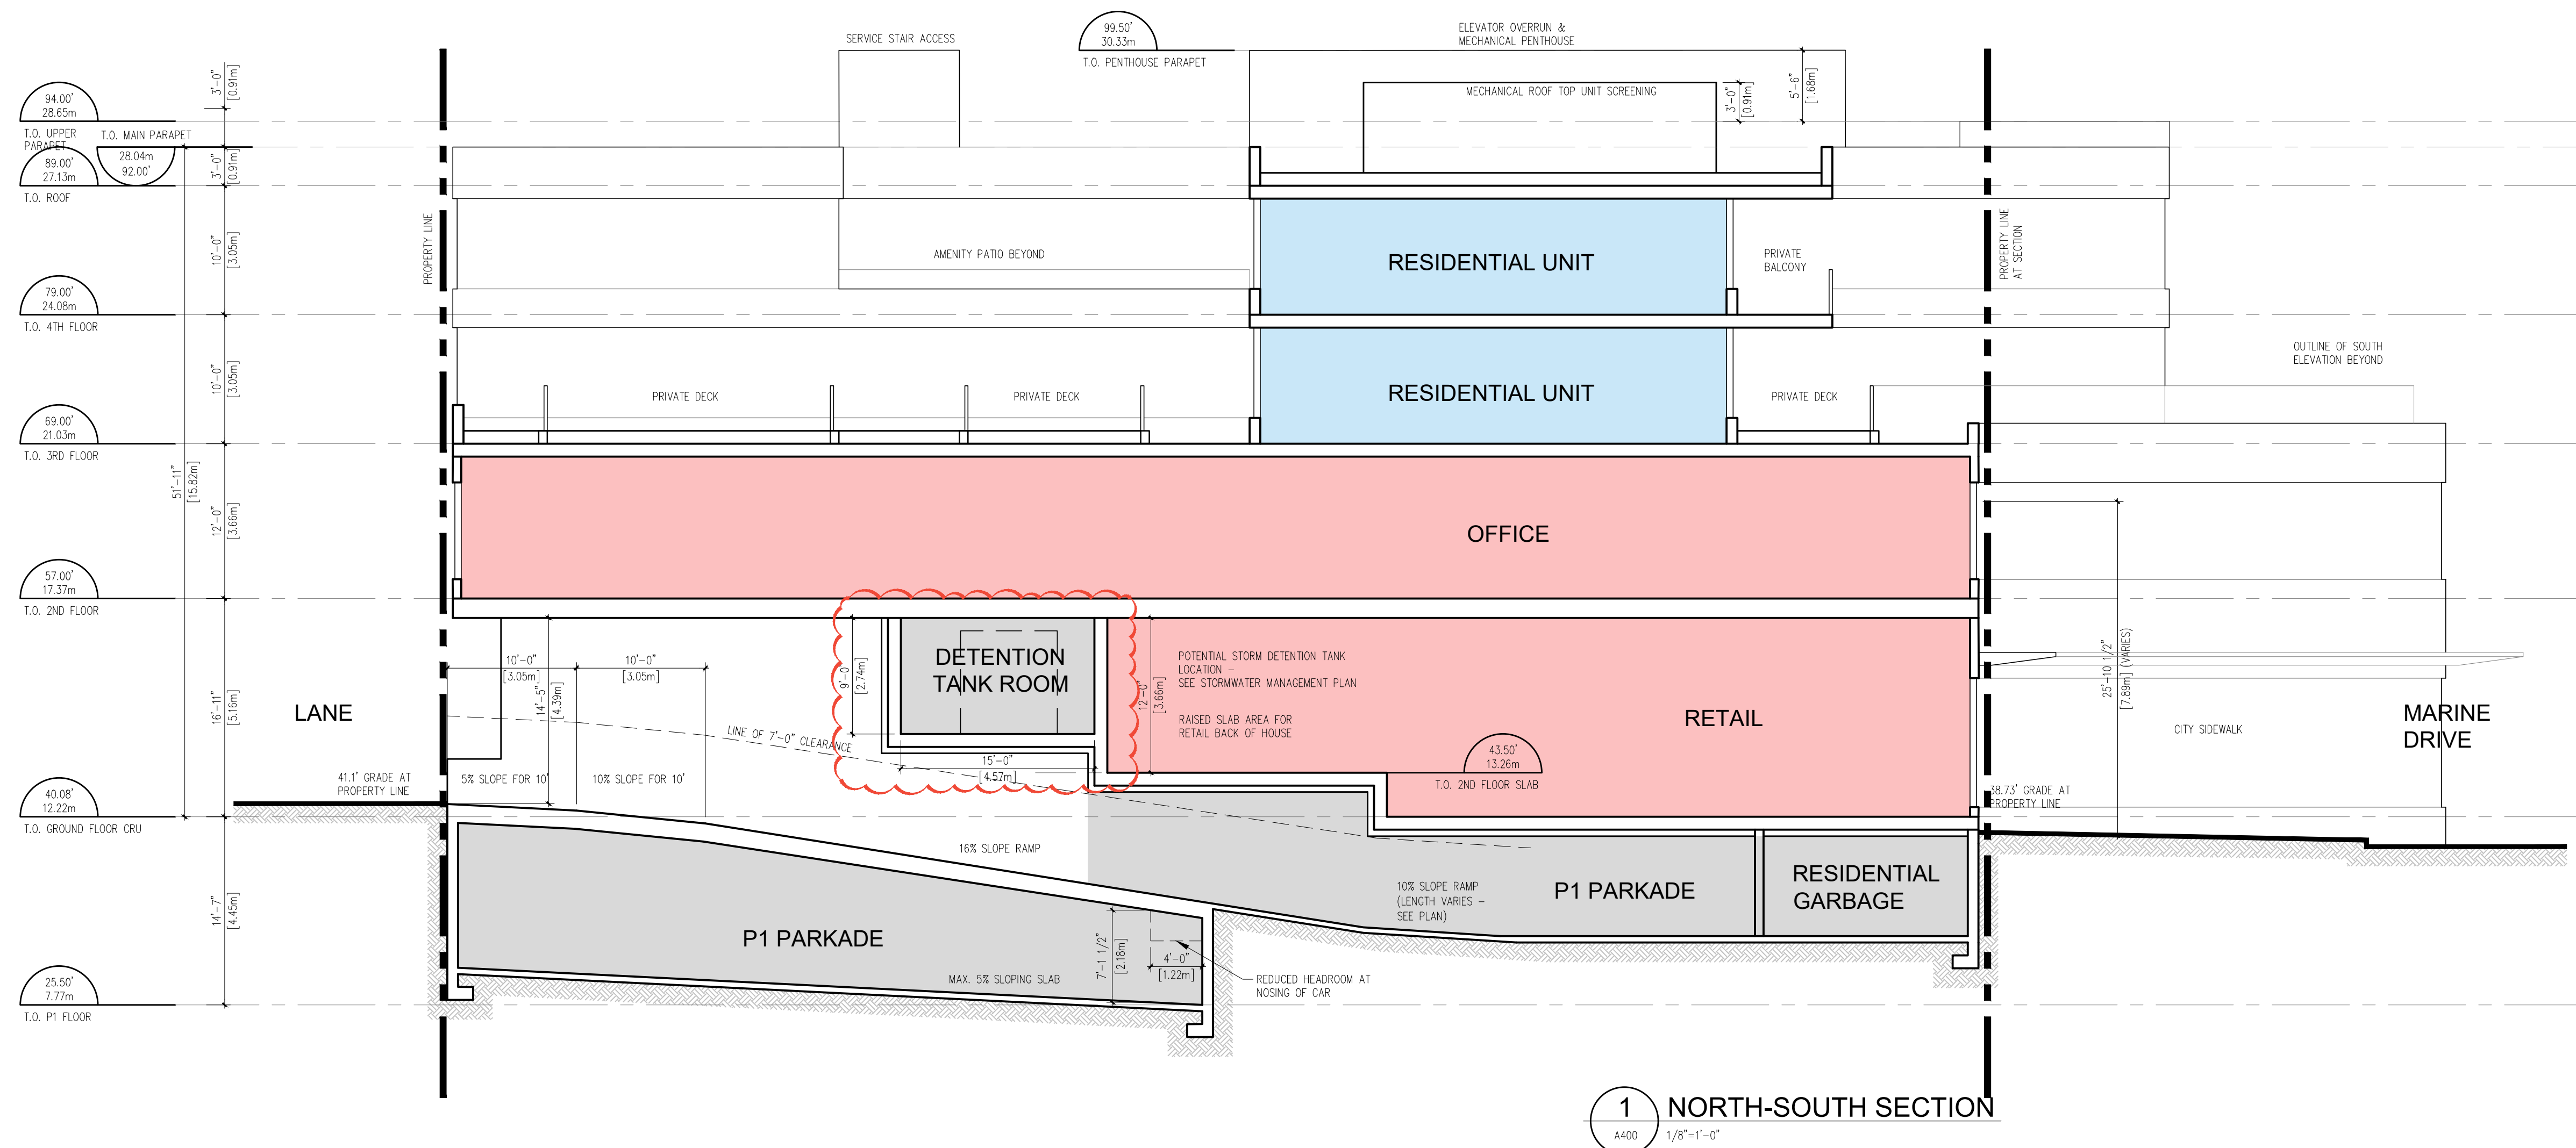 SERVICE STAIR ACCESS
99.50'
30.33m
T.O. PENTHOUSE PARAPET
ELEVATOR OVERRUN &
MECHANICAL PENTHOUSE
MECHANICAL ROOF TOP UNIT SCREENING
3'-0"
[0.91m]
5'-6"
[1.68m]
3'-0"
[0.91m]
94.00'
28.65m
T.O. UPPER
PARAPET
T.O. MAIN PARAPET
28.04m
92.00'
89.00'
27.13m
T.O. ROOF
3'-0"
[0.91m]
PROPERTY LINE
10'-0"
[3.05m]
AMENITY PATIO BEYOND
RESIDENTIAL UNIT
PRIVATE
BALCONY
PROPERTY LINE
AT SECTION
79.00'
24.08m
T.O. 4TH FLOOR
10'-0"
[3.05m]
PRIVATE DECK
PRIVATE DECK
RESIDENTIAL UNIT
PRIVATE DECK
OUTLINE OF SOUTH
ELEVATION BEYOND
69.00'
21.03m
T.O. 3RD FLOOR
51'-11"
[15.82m]
12'-0"
[3.66m]
OFFICE
57.00'
17.37m
T.O. 2ND FLOOR
16'-11"
[5.16m]
LANE
10'-0"
[3.05m]
10'-0"
[3.05m]
14'-5"
[4.39m]
LINE OF 7'-0" CLEARANCE
9'-0
[2.74m]
DETENTION
TANK ROOM
15'-0"
[4.57m]
12'-0"
[3.66m]
POTENTIAL STORM DETENTION TANK
LOCATION -
SEE STORMWATER MANAGEMENT PLAN
RAISED SLAB AREA FOR
RETAIL BACK OF HOUSE
RETAIL
43.50'
13.26m
T.O. 2ND FLOOR SLAB
25'-10 1/2"
[7.89m] (VARIES)
CITY SIDEWALK
MARINE
DRIVE
41.1' GRADE AT
PROPERTY LINE
5% SLOPE FOR 10'
10% SLOPE FOR 10'
38.73' GRADE AT
PROPERTY LINE
40.08'
12.22m
T.O. GROUND FLOOR CRU
16% SLOPE RAMP
14'-7"
[4.45m]
P1 PARKADE
10% SLOPE RAMP
(LENGTH VARIES -
SEE PLAN)
P1 PARKADE
RESIDENTIAL
GARBAGE
7'-1 1/2"
[2.18m]
4'-0"
[1.22m]
MAX. 5% SLOPING SLAB
REDUCED HEADROOM AT
NOSING OF CAR
25.50'
7.77m
T.O. P1 FLOOR
1
A400
NORTH-SOUTH SECTION
1/8"=1'-0"